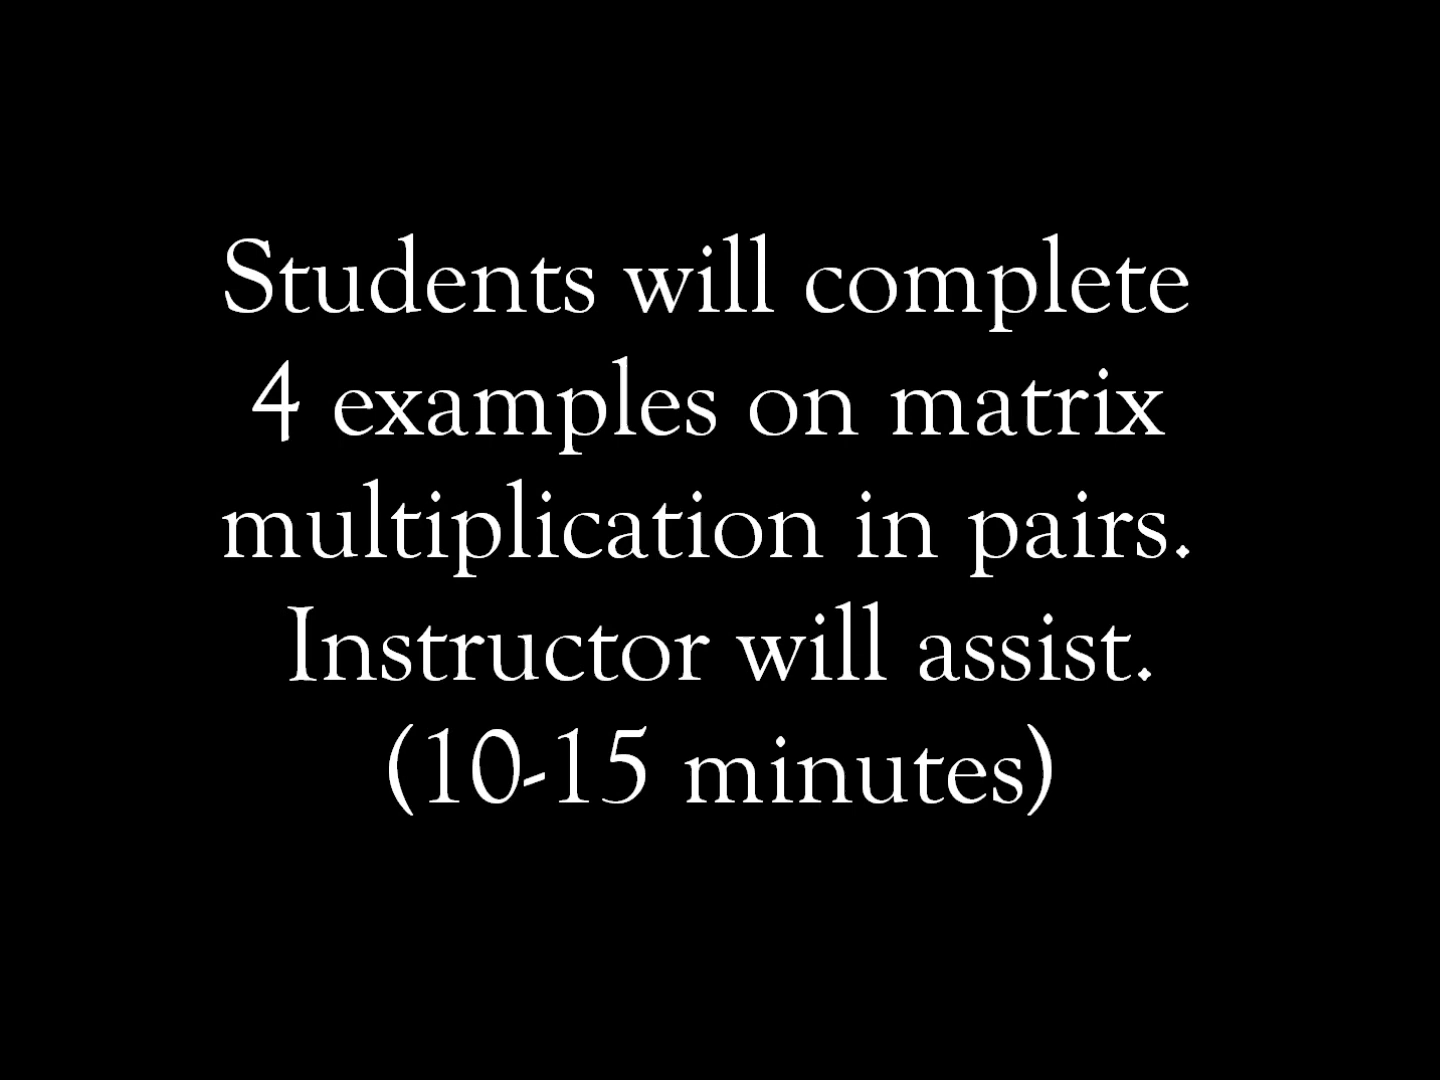 Students will complete
4 examples on matrix
multiplication in pairs.
Instructor will assist.
(10-15 minutes)